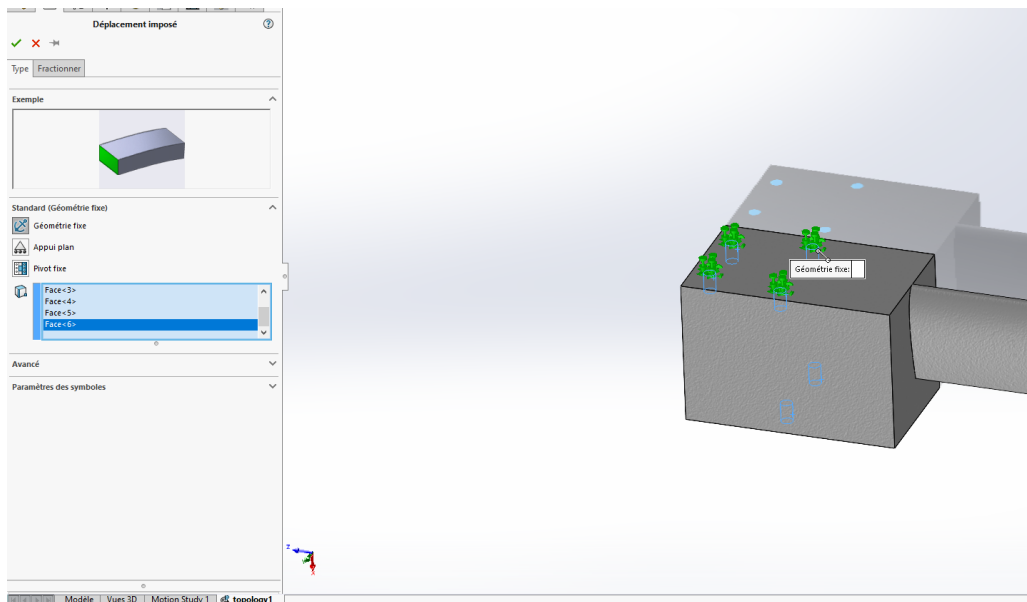 Déplacement imposé
Type Fractionner
Exemple
Standard (Géométrie fixe)
Géométrie fixe
Appui plan
Pivot fixe
Face<3>
Face<4>
Face<5>
Face<6>
Avancé
Paramètres des symboles
Géométrie fixe:
Z
X
Modèle Vues 3D Motion Study 1 topology1